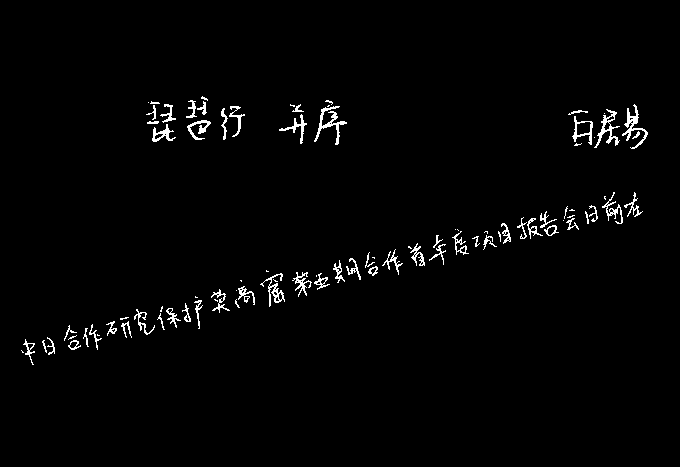 琵琶行 并序 白居易
中日合作研究保护莫高窟第五期合作首年度项目报告会日前在